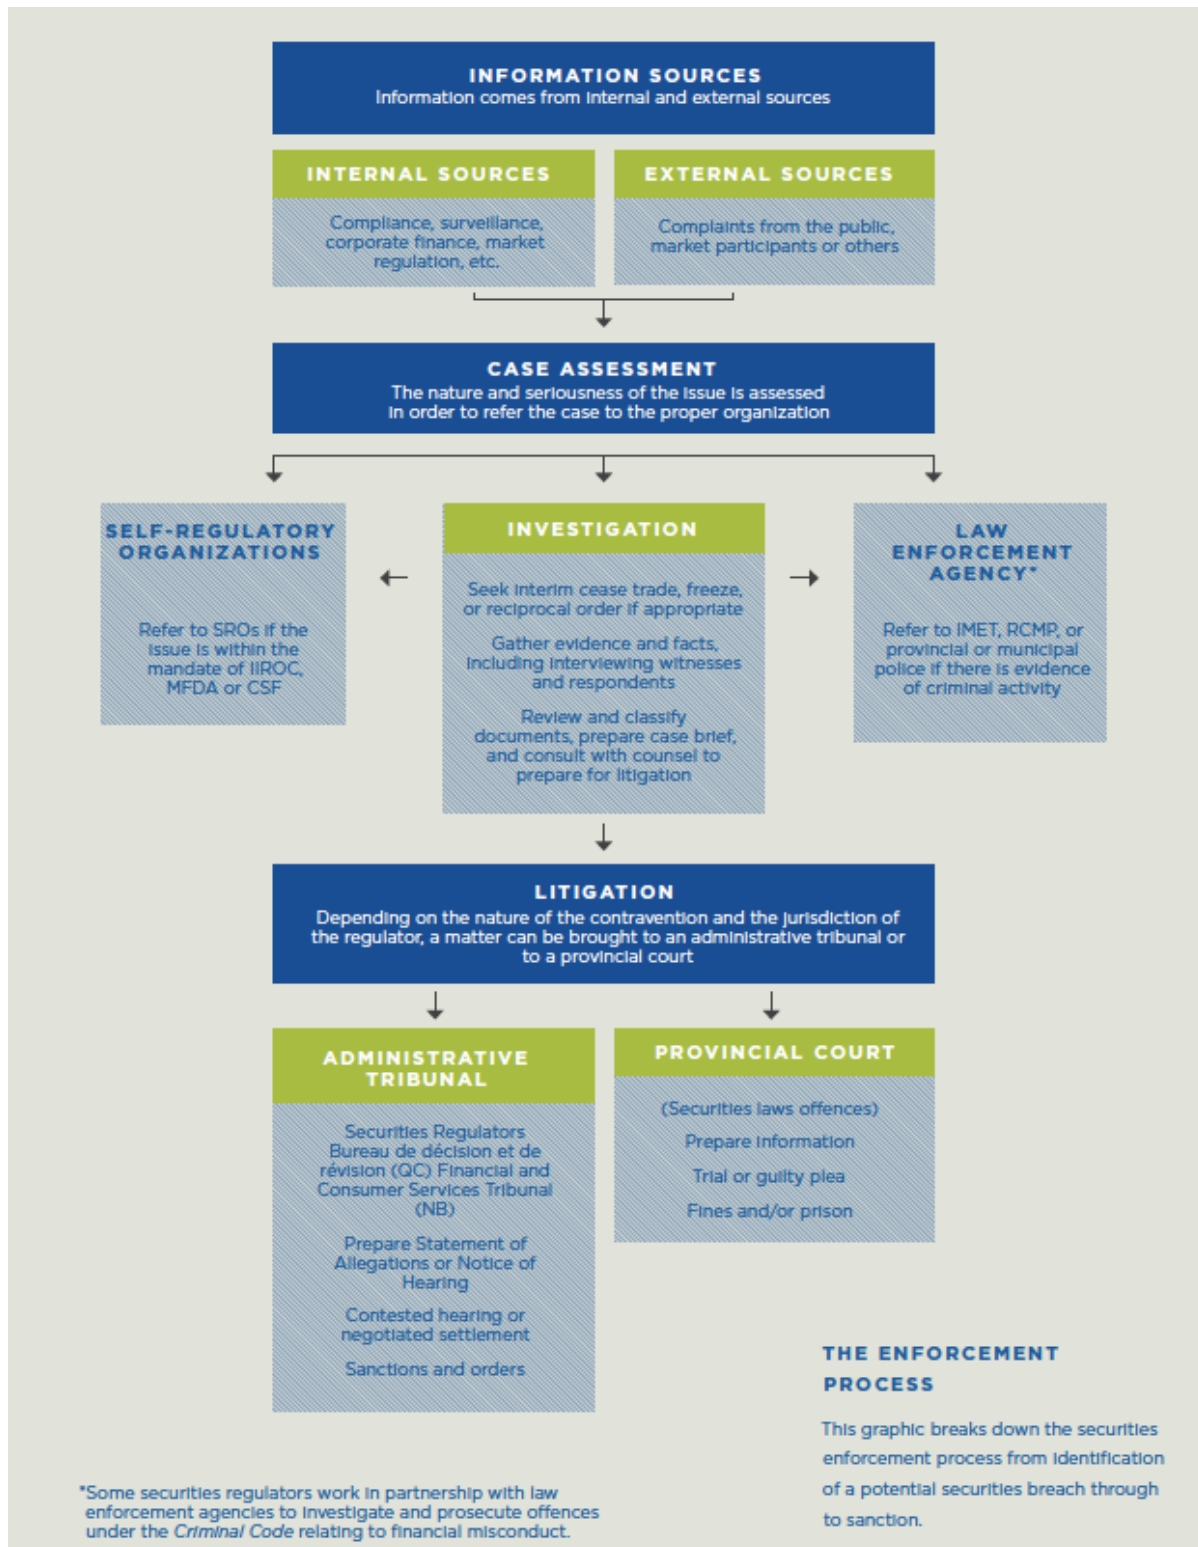 INFORMATION SOURCES
Information comes from internal and external sources
INTERNAL SOURCES
Compliance, surveillance,
corporate finance, market
regulation, etc.
EXTERNAL SOURCES
Complaints from the public,
market participants or others
CASE ASSESSMENT
The nature and seriousness of the issue is assessed
in order to refer the case to the proper organization
SELF-REGULATORY
ORGANIZATIONS
Refer to SROs if the
issue is within the
mandate of IIROC,
MFDA or CSF
INVESTIGATION
Seek interim cease trade, freeze,
or reciprocal order if appropriate
Gather evidence and facts,
including interviewing witnesses
and respondents
Review and classify
documents, prepare case brief,
and consult with counsel to
prepare for litigation
LAW
ENFORCEMENT
AGENCY*
Refer to IMET, RCMP, or
provincial or municipal
police if there is evidence
of criminal activity
LITIGATION
Depending on the nature of the contravention and the jurisdiction of
the regulator, a matter can be brought to an administrative tribunal or
to a provincial court
ADMINISTRATIVE
TRIBUNAL
Securities Regulators
Bureau de décision et de
révision (QC) Financial and
Consumer Services Tribunal
(NB)
Prepare Statement of
Allegations or Notice of
Hearing
Contested hearing or
negotiated settlement
Sanctions and orders
PROVINCIAL COURT
(Securities laws offences)
Prepare information
Trial or guilty plea
Fines and/or prison
THE ENFORCEMENT
PROCESS
This graphic breaks down the securities
enforcement process from identification
of a potential securities breach through
to sanction.
*Some securities regulators work in partnership with law
enforcement agencies to investigate and prosecute offences
under the Criminal Code relating to financial misconduct.